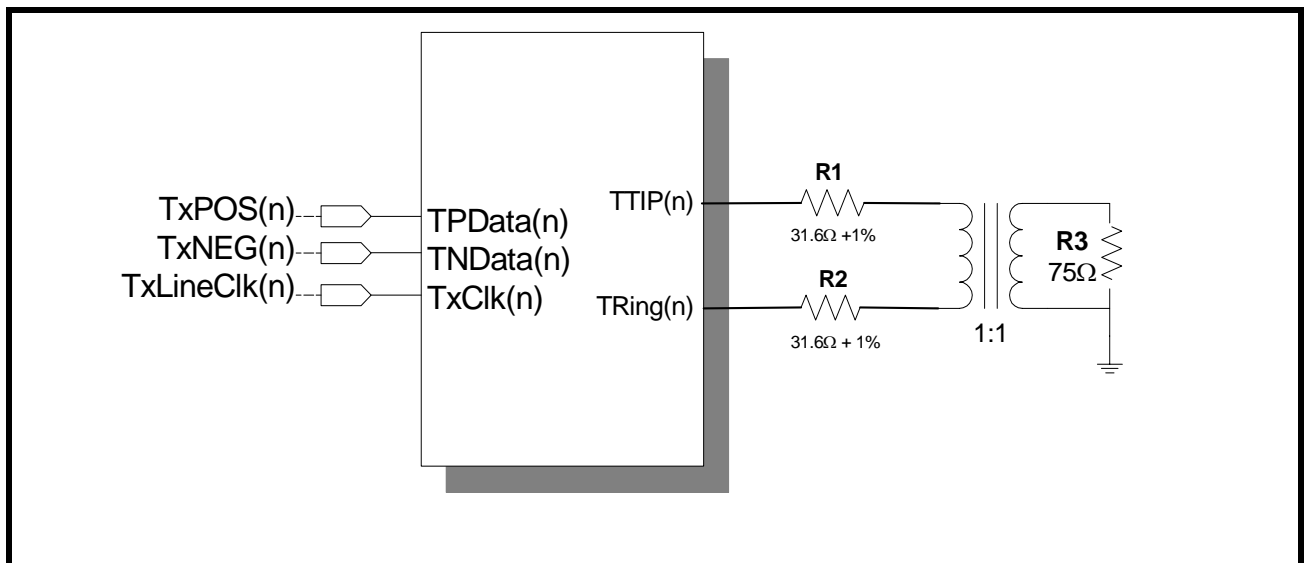 TxPOS(n)
TxNEG(n)
TxLineClk(n)
TPData(n)
TNData(n)
TxClk(n)
TTIP(n)
TRing(n)
R1
31.6Ω +1%
R2
31.6Ω + 1%
1:1
R3
75Ω